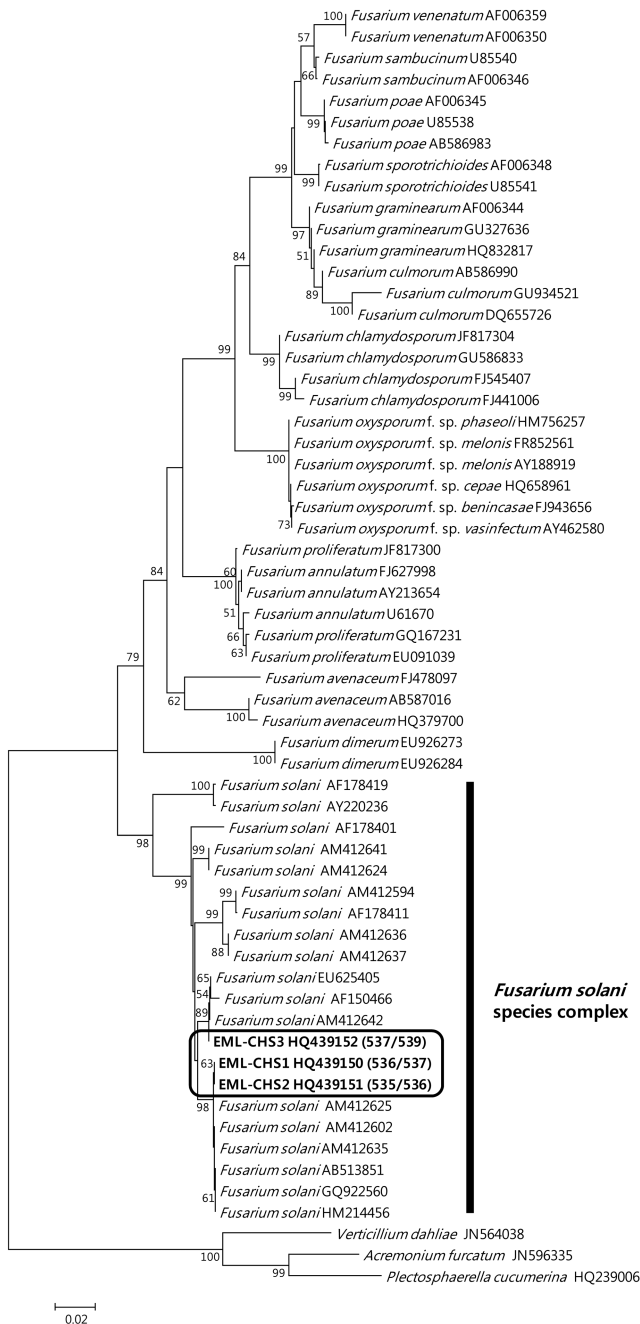 Fusarium venenatum AF006359
100
Fusarium venenatum AF006350
57
Fusarium sambucinum U85540
66
Fusarium sambucinum AF006346
Fusarium poae AF006345
99
Fusarium poae U85538
Fusarium poae AB586983
99
Fusarium sporotrichioides AF006348
99
Fusarium sporotrichioides U85541
Fusarium graminearum AF006344
97
Fusarium graminearum GU327636
51
Fusarium graminearum HQ832817
84
Fusarium culmorum AB586990
89
Fusarium culmorum GU934521
100
Fusarium culmorum DQ655726
Fusarium chlamydosporum JF817304
99
Fusarium chlamydosporum GU586833
99
Fusarium chlamydosporum FJ545407
99
Fusarium chlamydosporum FJ441006
Fusarium oxysporum f. sp. phaseoli HM756257
Fusarium oxysporum f. sp. melonis FR852561
100
Fusarium oxysporum f. sp. melonis AY188919
Fusarium oxysporum f. sp. cepae HQ658961
Fusarium oxysporum f. sp. benincasae FJ943656
73
Fusarium oxysporum f. sp. vasinfectum AY462580
Fusarium proliferatum JF817300
84
60
Fusarium annulatum FJ627998
100
Fusarium annulatum AY213654
51
Fusarium annulatum U61670
66
Fusarium proliferatum GQ167231
63
Fusarium proliferatum EU091039
79
Fusarium avenaceum FJ478097
62
Fusarium avenaceum AB587016
100
Fusarium avenaceum HQ379700
Fusarium dimerum EU926273
100
Fusarium dimerum EU926284
100
Fusarium solani AF178419
Fusarium solani AY220236
98
Fusarium solani AF178401
99
Fusarium solani AM412641
99
Fusarium solani AM412624
99
Fusarium solani AM412594
99
Fusarium solani AF178411
Fusarium solani AM412636
88
Fusarium solani AM412637
65
Fusarium solani EU625405
54
Fusarium solani AF150466
89
Fusarium solani AM412642
EML-CHS3 HQ439152 (537/539)
63
EML-CHS1 HQ439150 (536/537)
EML-CHS2 HQ439151 (535/536)
98
Fusarium solani AM412625
Fusarium solani AM412602
Fusarium solani AM412635
Fusarium solani AB513851
61
Fusarium solani GQ922560
Fusarium solani HM214456
Fusarium solani
species complex
Verticillium dahliae JN564038
100
Acremonium furcatum JN596335
99
Plectosphaerella cucumerina HQ239006
0.02